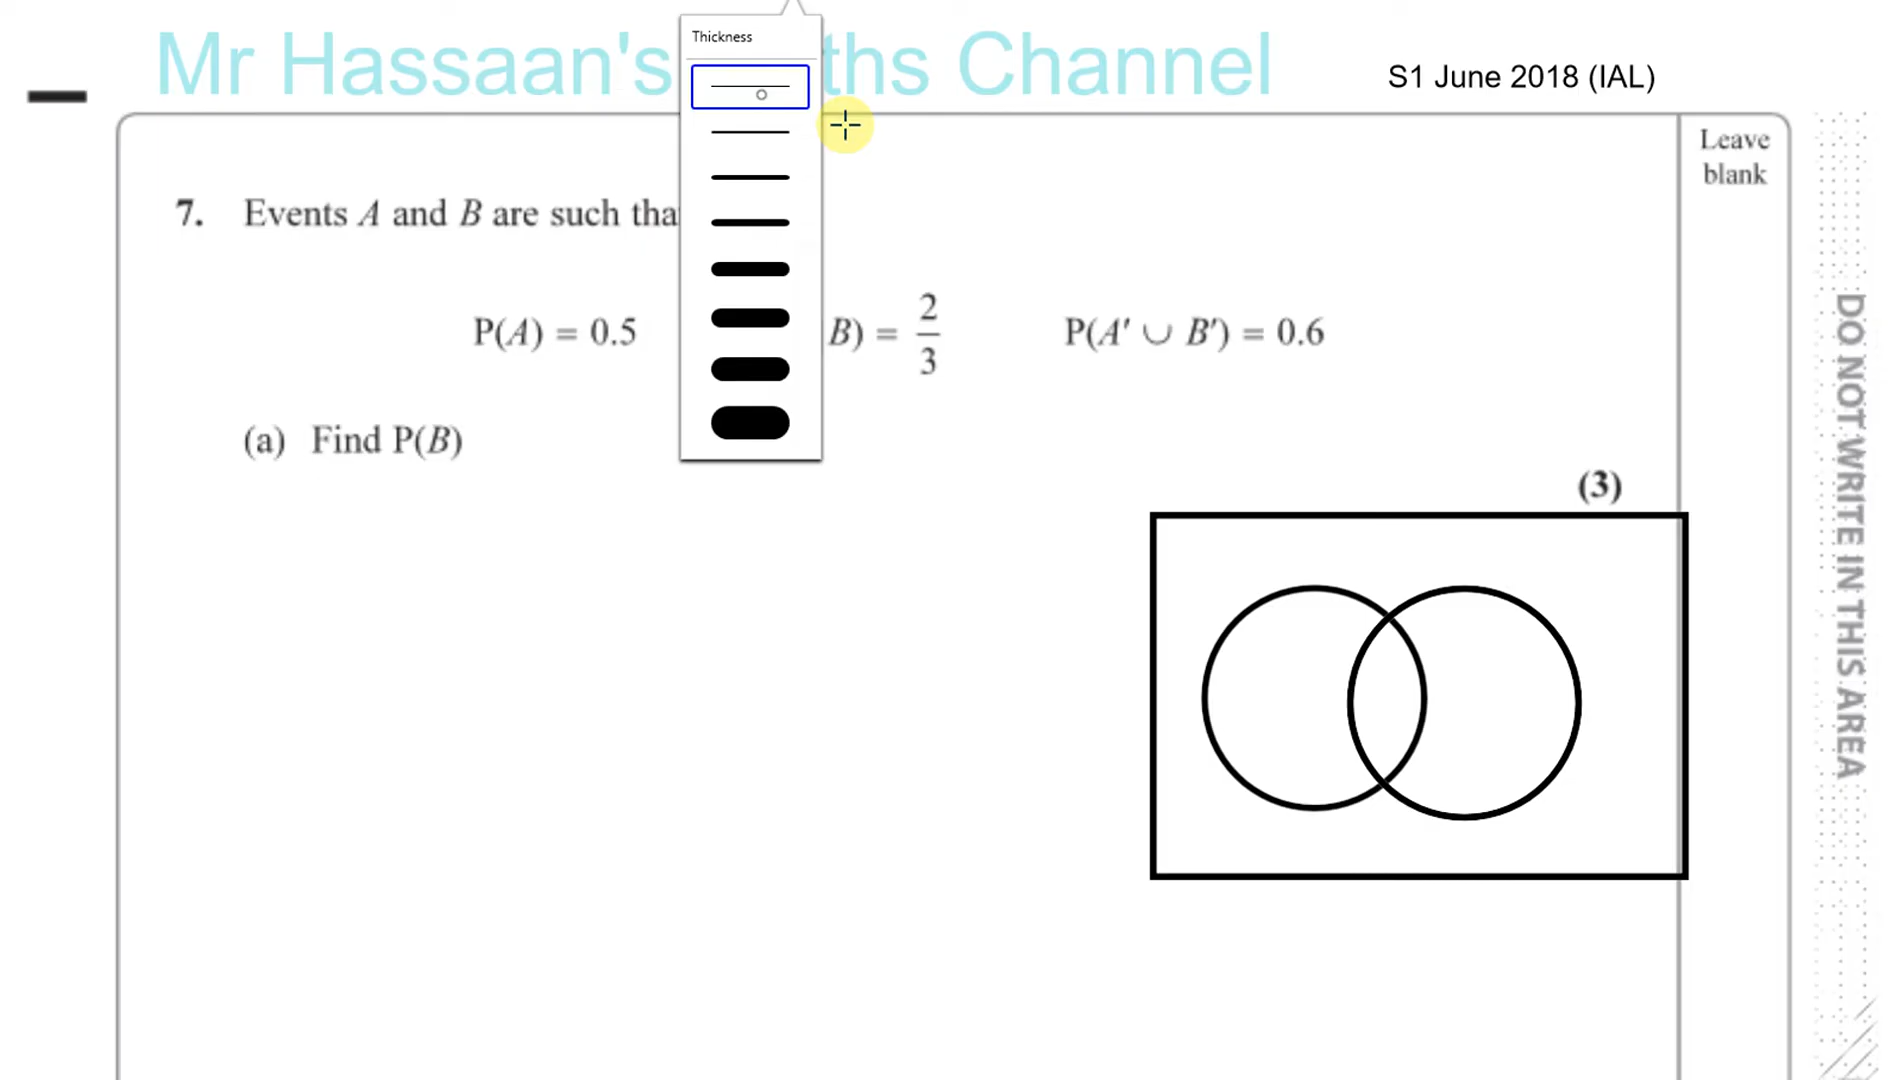 Mr Hassaan's ths Channel
Thickness
S1 June 2018 (IAL)
Leave
blank
7. Events A and B are such tha
P(A) = 0.5 B) = 2/3 P(A′ ∪ B′) = 0.6
(a) Find P(B)
(3)
DO NOT WRITE IN THIS AREA